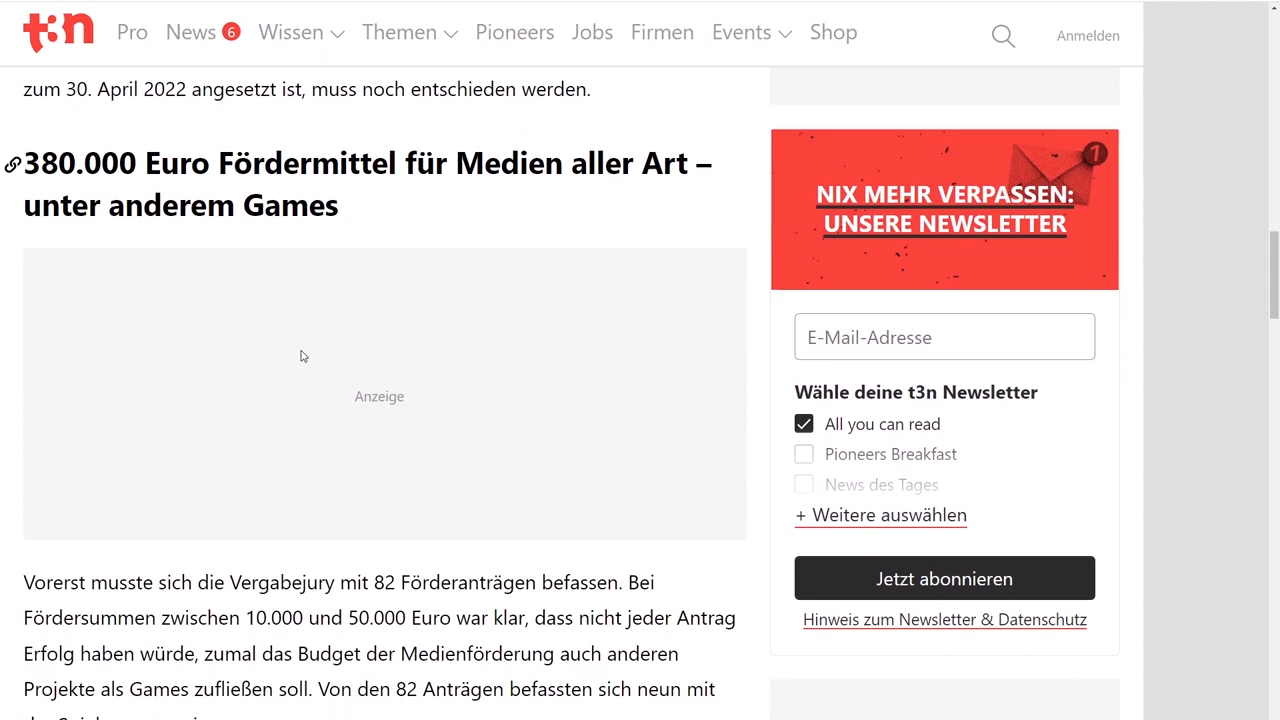 t3n Pro News 6 Wissen Themen Pioneers Jobs Firmen Events Shop Anmelden
zum 30. April 2022 angesetzt ist, muss noch entschieden werden.
380.000 Euro Fördermittel für Medien aller Art –
unter anderem Games
Anzeige
Vorerst musste sich die Vergabejury mit 82 Förderanträgen befassen. Bei
Fördersummen zwischen 10.000 und 50.000 Euro war klar, dass nicht jeder Antrag
Erfolg haben würde, zumal das Budget der Medienförderung auch anderen
Projekte als Games zufließen soll. Von den 82 Anträgen befassten sich neun mit
1
NIX MEHR VERPASSEN:
UNSERE NEWSLETTER
E-Mail-Adresse
Wähle deine t3n Newsletter
All you can read
Pioneers Breakfast
News des Tages
+ Weitere auswählen
Jetzt abonnieren
Hinweis zum Newsletter & Datenschutz